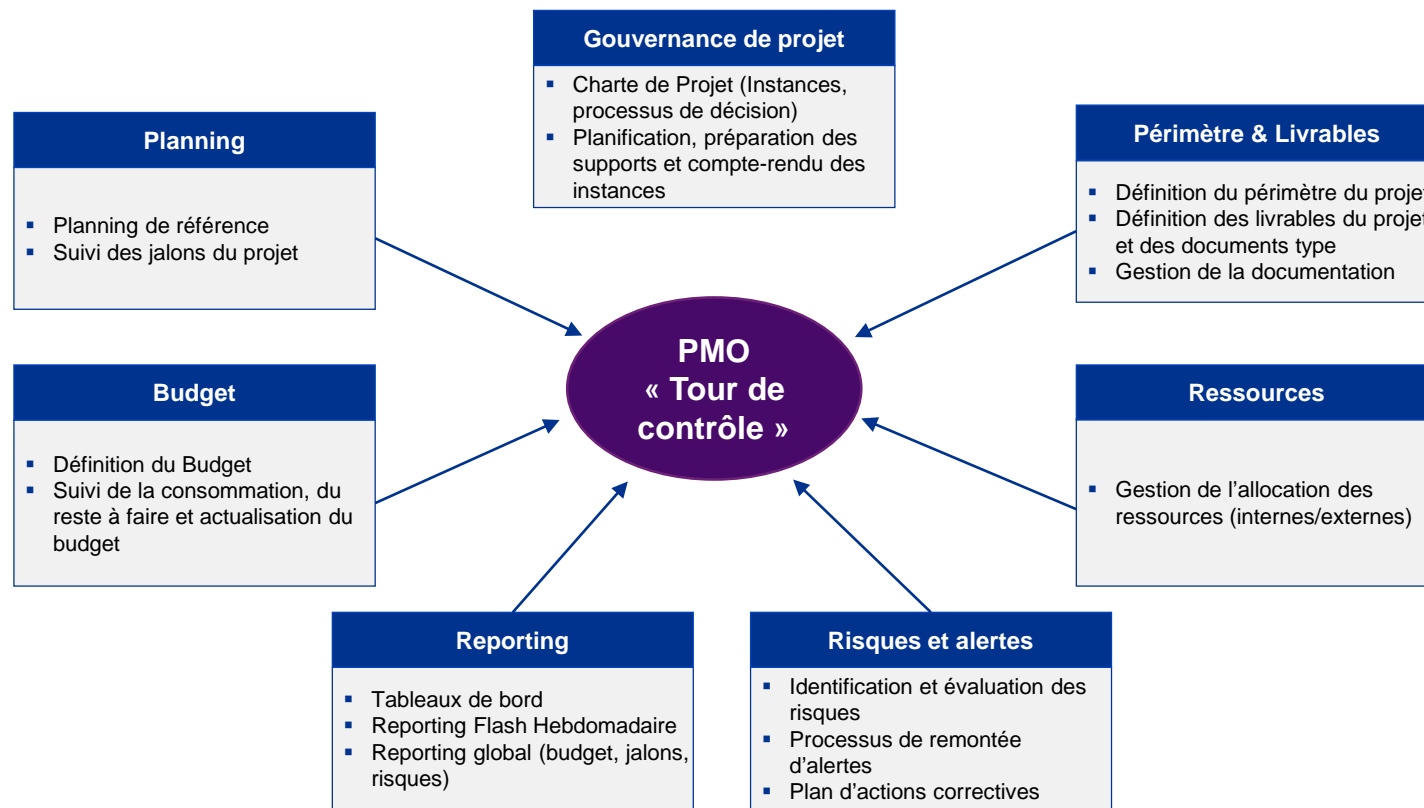 Gouvernance de projet
▪ Charte de Projet (Instances,
processus de décision)
▪ Planification, préparation des
supports et compte-rendu des
instances
Planning
▪ Planning de référence
▪ Suivi des jalons du projet
Périmètre & Livrables
▪ Définition du périmètre du projet
▪ Définition des livrables du projet
et des documents type
▪ Gestion de la documentation
PMO
« Tour de
contrôle »
Budget
▪ Définition du Budget
▪ Suivi de la consommation, du
reste à faire et actualisation du
budget
Ressources
▪ Gestion de l’allocation des
ressources (internes/externes)
Reporting
▪ Tableaux de bord
▪ Reporting Flash Hebdomadaire
▪ Reporting global (budget, jalons,
risques)
Risques et alertes
▪ Identification et évaluation des
risques
▪ Processus de remontée
d’alertes
▪ Plan d’actions correctives